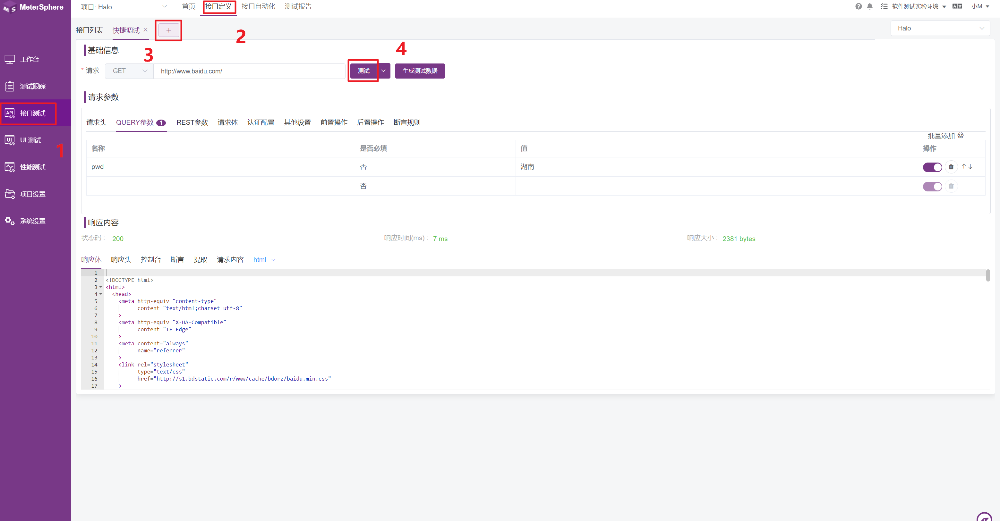 MeterSphere
项目: Halo
首页 接口定义 接口自动化 测试报告
软件测试实验环境 小M
接口列表 快捷调试 × +
Halo
2
3
4
基础信息
* 请求 GET http://www.baidu.com/ 测试 生成测试数据
工作台
测试跟踪
接口测试
UI 测试
性能测试
项目设置
系统设置
1
请求参数
请求头 QUERY参数 1 REST参数 请求体 认证配置 其他设置 前置操作 后置操作 断言规则
批量添加
名称 是否必填 值 操作
pwd 否 湖南
否
响应内容
状态码： 200 响应时间(ms)： 7 ms 响应大小： 2381 bytes
响应体 响应头 控制台 断言 提取 请求内容 html
1
2 <!DOCTYPE html>
3 <html>
4 <head>
5 <meta http-equiv="content-type"
6 content="text/html;charset=utf-8"
7 >
8 <meta http-equiv="X-UA-Compatible"
9 content="IE=Edge"
10 >
11 <meta content="always"
12 name="referrer"
13 >
14 <link rel="stylesheet"
15 type="text/css"
16 href="http://s1.bdstatic.com/r/www/cache/bdorz/baidu.min.css"
17 >